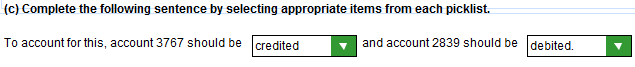 (c) Complete the following sentence by selecting appropriate items from each picklist.
To account for this, account 3767 should be credited and account 2839 should be debited.